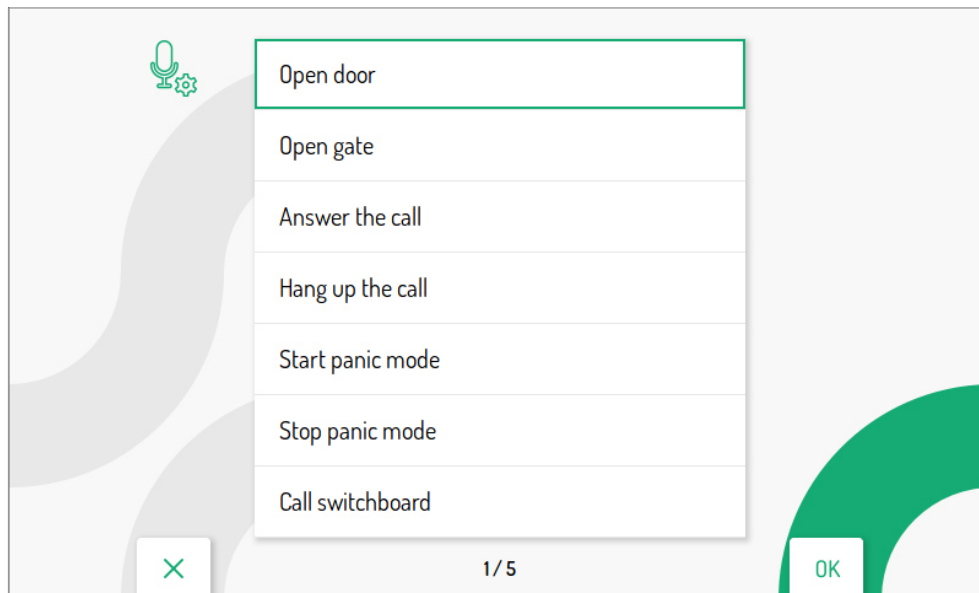 Open door
Open gate
Answer the call
Hang up the call
Start panic mode
Stop panic mode
Call switchboard
1 / 5
OK